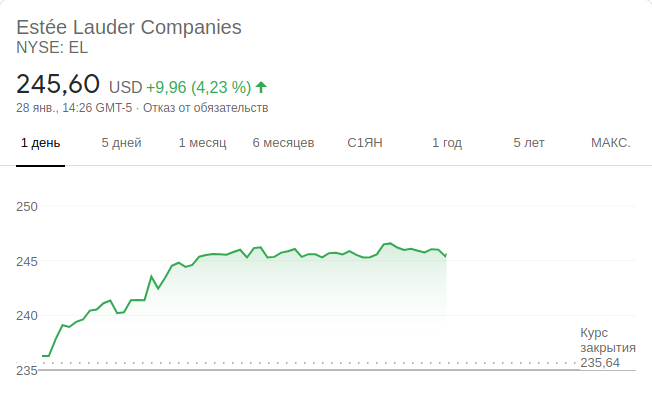 Estée Lauder Companies
NYSE: EL
245,60 USD +9,96 (4,23 %)
28 янв., 14:26 GMT-5 · Отказ от обязательств
1 день 5 дней 1 месяц 6 месяцев С1ЯН 1 год 5 лет МАКС.
250
245
240
235
Курс
закрытия
235,64